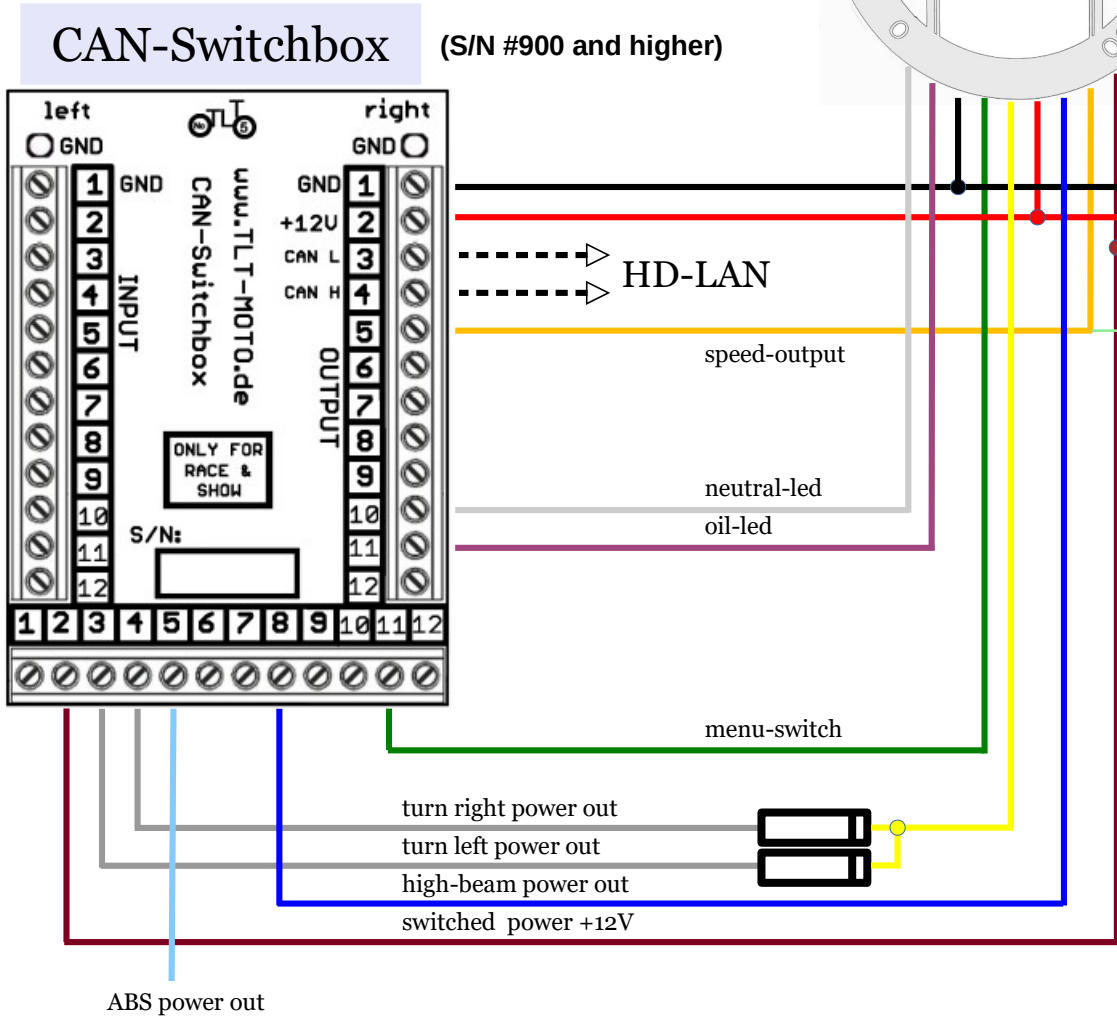 CAN-Switchbox
(S/N #900 and higher)
left
right
No TLT 5
GND
GND
1 GND
GND 1
2
+12V 2
3
CAN L 3
4
CAN H 4
5
5
6
6
7
7
8
8
9
9
10
10
11
11
12
12
INPUT
CAN-Switchbox
www.TLT-MOTO.de
OUTPUT
ONLY FOR
RACE &
SHOW
S/N:
1 2 3 4 5 6 7 8 9 10 11 12
HD-LAN
speed-output
neutral-led
oil-led
menu-switch
turn right power out
turn left power out
high-beam power out
switched power +12V
ABS power out